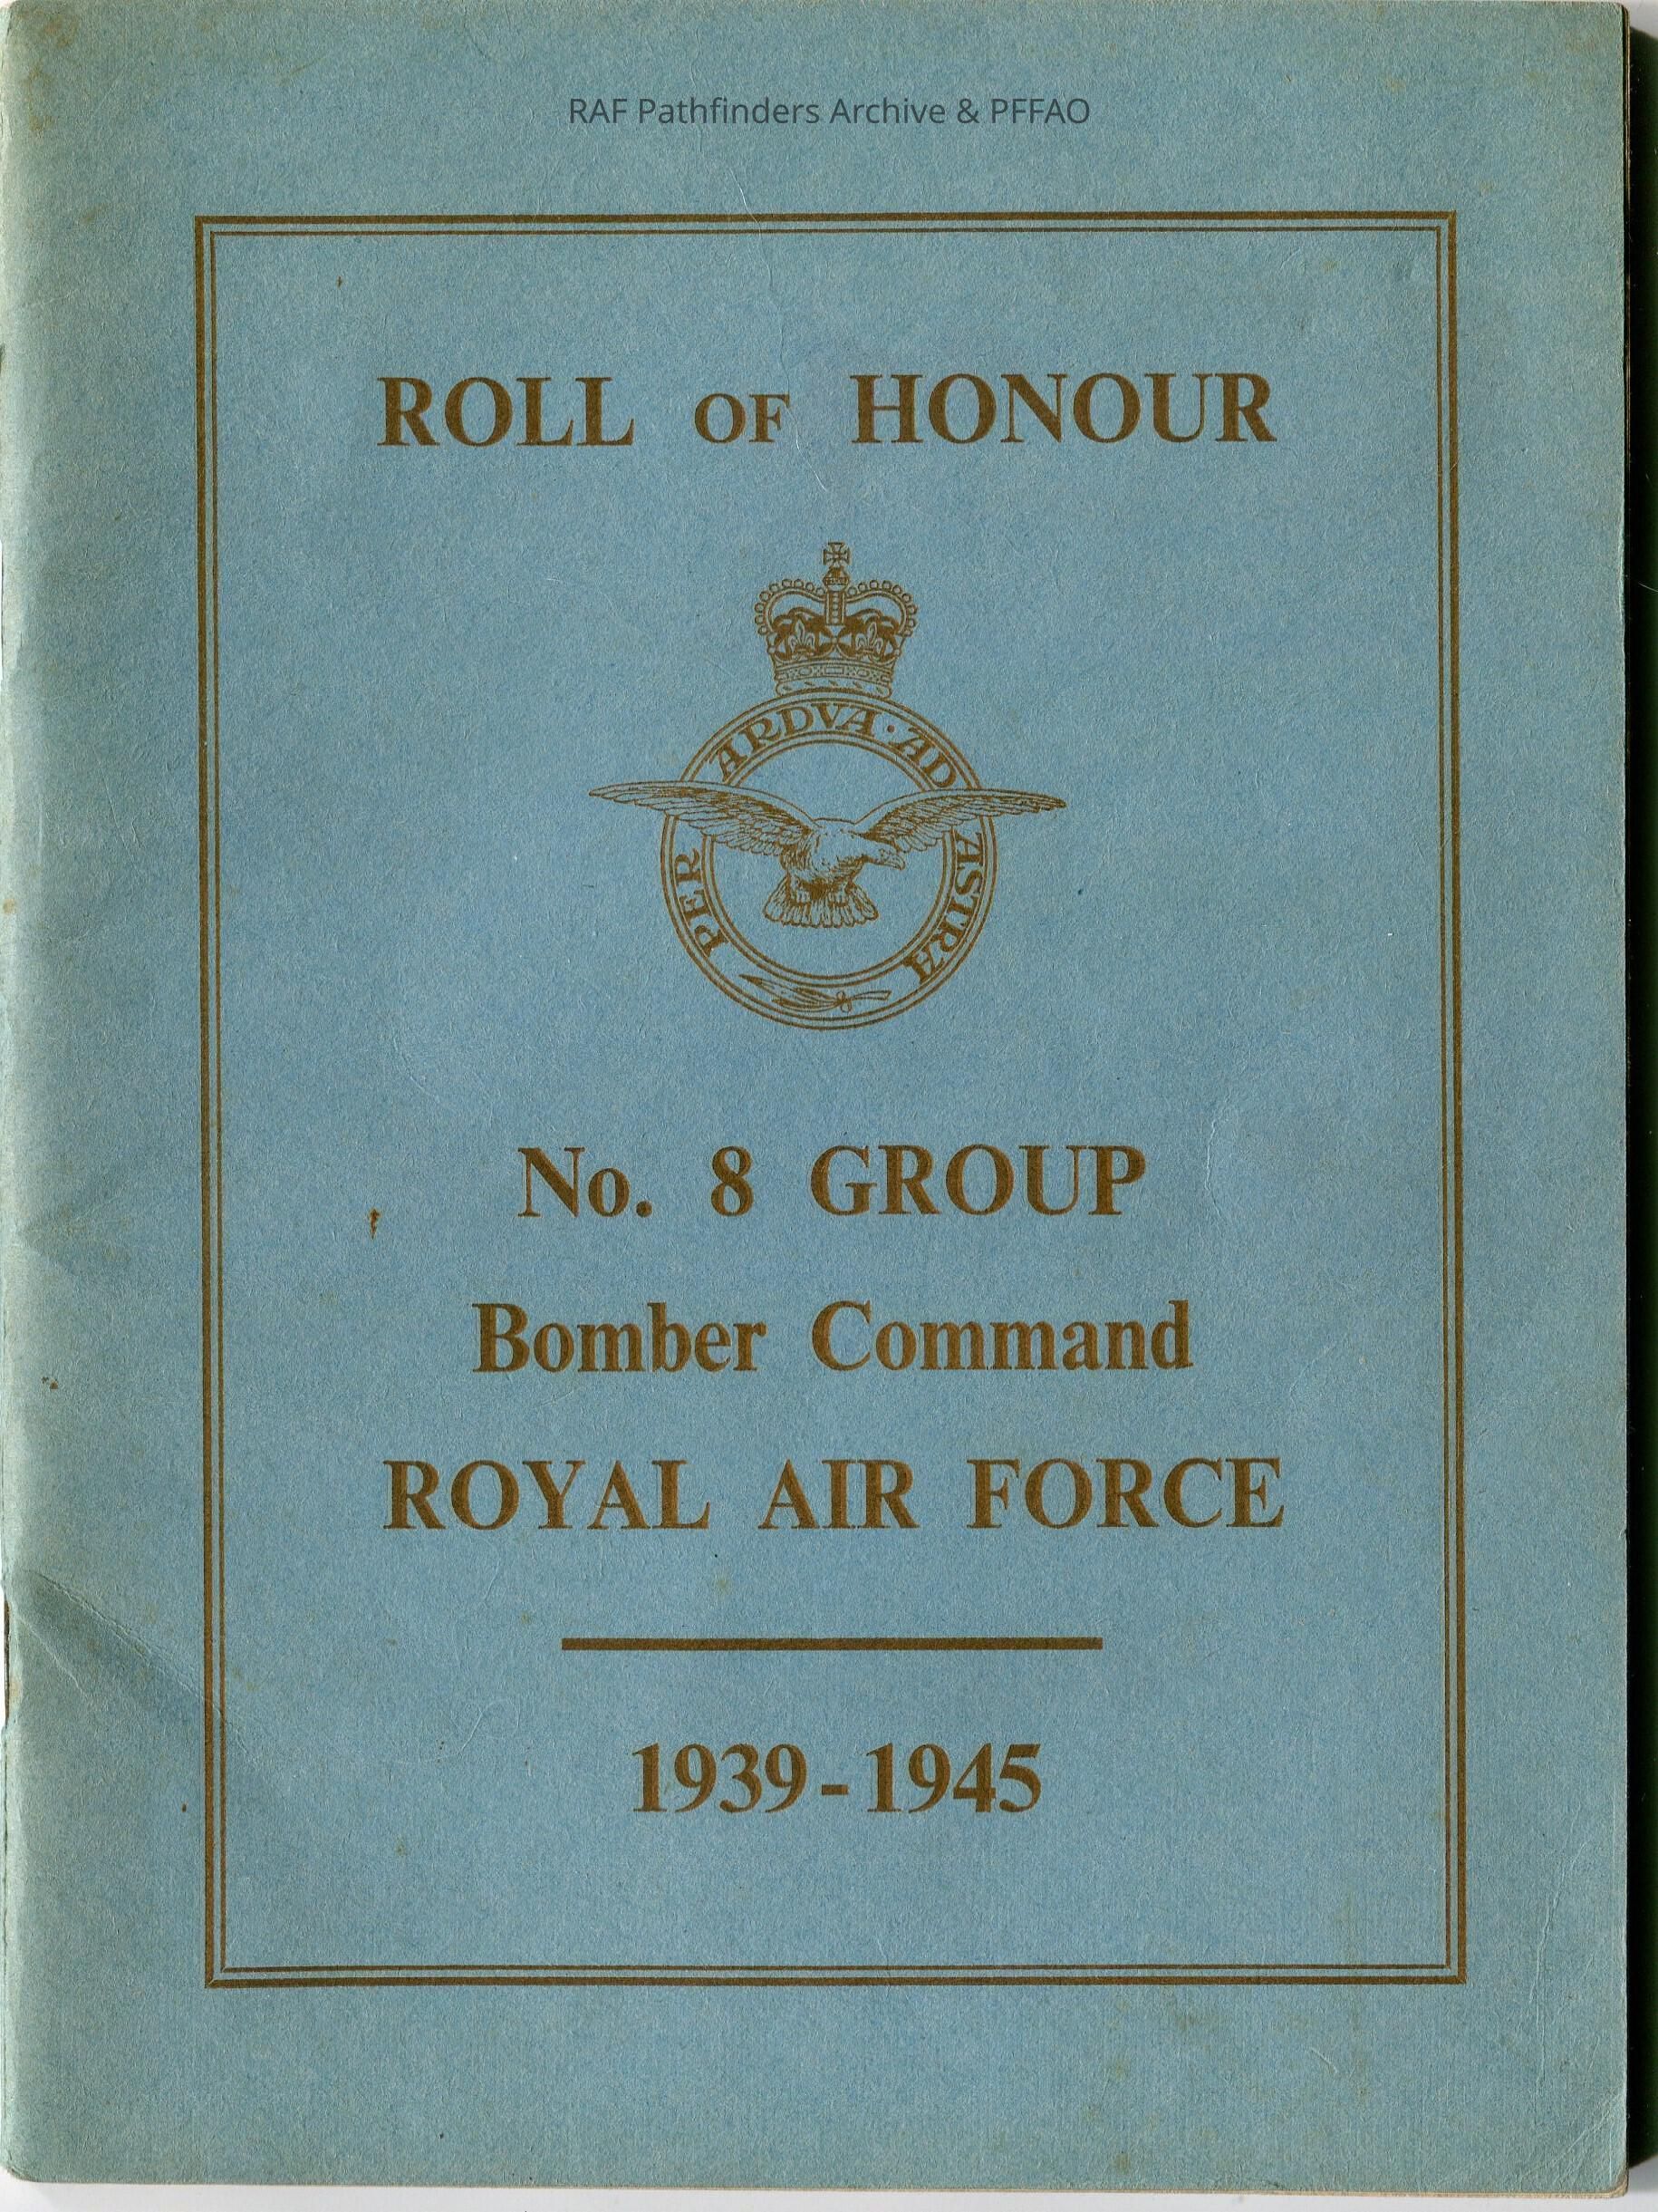 RAF Pathfinders Archive & PFFAO
ROLL OF HONOUR
PER ARDVA · AD ASTRA
No. 8 GROUP
Bomber Command
ROYAL AIR FORCE
1939-1945